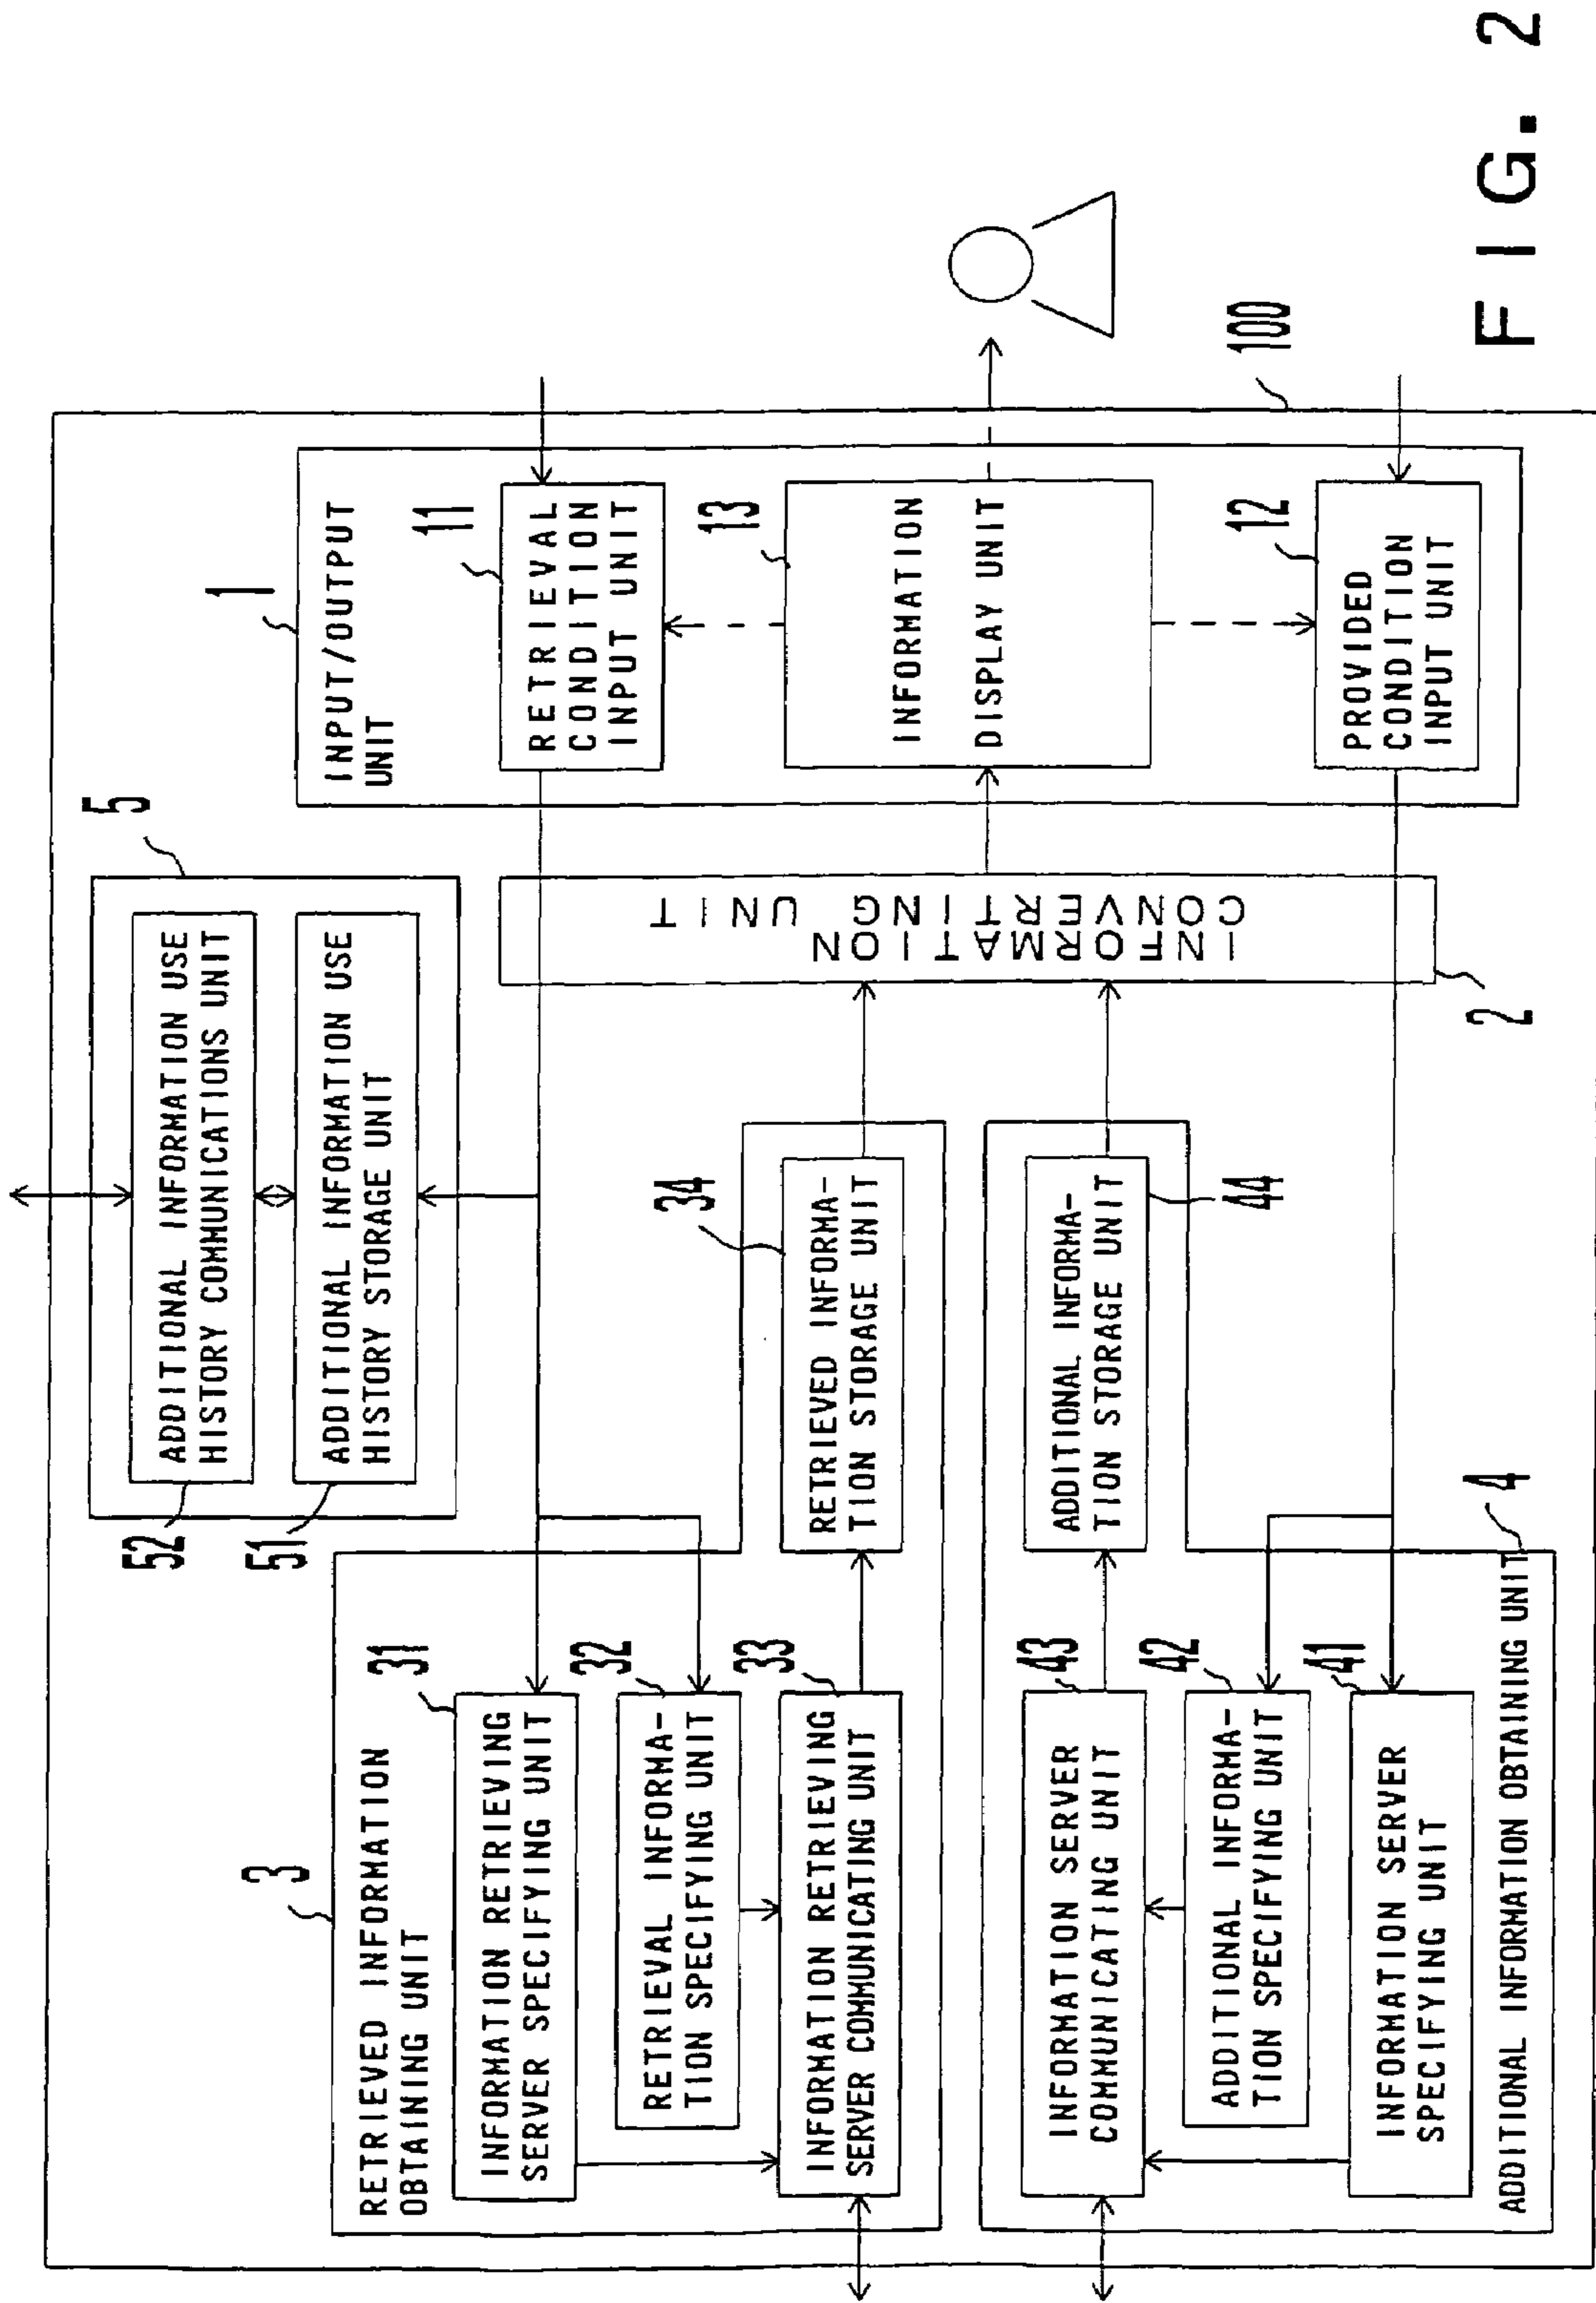 FIG. 2
100
1
INPUT/OUTPUT
UNIT
11
RETRIEVAL
CONDITION
INPUT UNIT
13
INFORMATION
DISPLAY UNIT
12
PROVIDED
CONDITION
INPUT UNIT
5
52
ADDITIONAL INFORMATION USE
HISTORY COMMUNICATIONS UNIT
51
ADDITIONAL INFORMATION USE
HISTORY STORAGE UNIT
2
INFORMATION
CONVERTING UNIT
3
RETRIEVED INFORMATION
OBTAINING UNIT
31
INFORMATION RETRIEVING
SERVER SPECIFYING UNIT
32
RETRIEVAL INFORMA-
TION SPECIFYING UNIT
33
INFORMATION RETRIEVING
SERVER COMMUNICATING UNIT
34
RETRIEVED INFORMA-
TION STORAGE UNIT
43
INFORMATION SERVER
COMMUNICATING UNIT
44
ADDITIONAL INFORMA-
TION STORAGE UNIT
42
ADDITIONAL INFORMA-
TION SPECIFYING UNIT
41
INFORMATION SERVER
SPECIFYING UNIT
4
ADDITIONAL INFORMATION OBTAINING UNIT